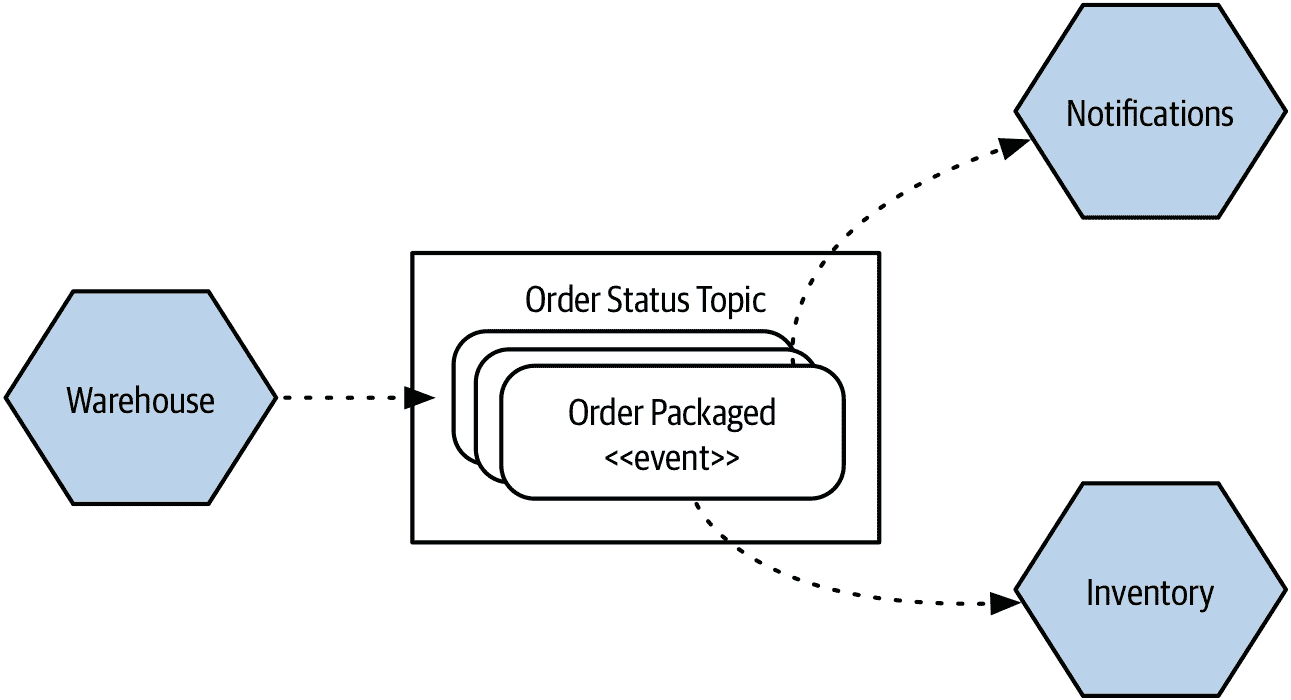 Notifications
Order Status Topic
Warehouse
Order Packaged
<<event>>
Inventory